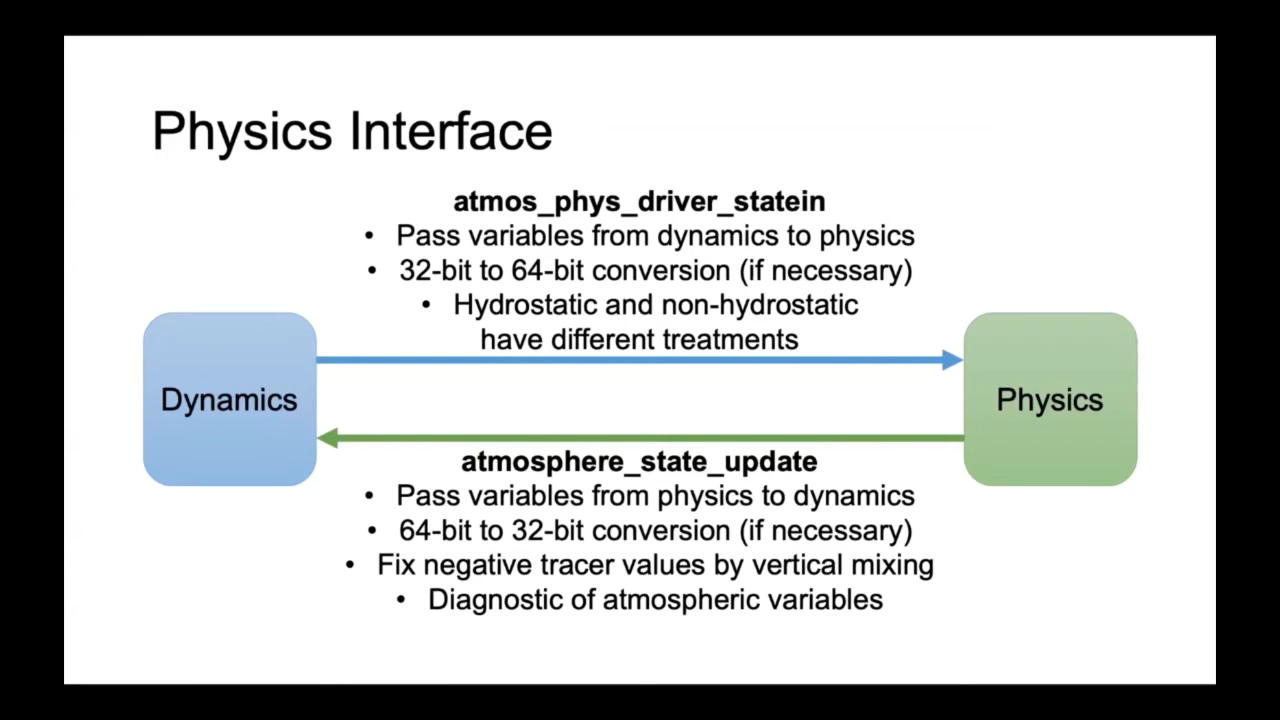 Physics Interface
atmos_phys_driver_statein
• Pass variables from dynamics to physics
• 32-bit to 64-bit conversion (if necessary)
• Hydrostatic and non-hydrostatic
have different treatments
Dynamics
Physics
atmosphere_state_update
• Pass variables from physics to dynamics
• 64-bit to 32-bit conversion (if necessary)
• Fix negative tracer values by vertical mixing
• Diagnostic of atmospheric variables